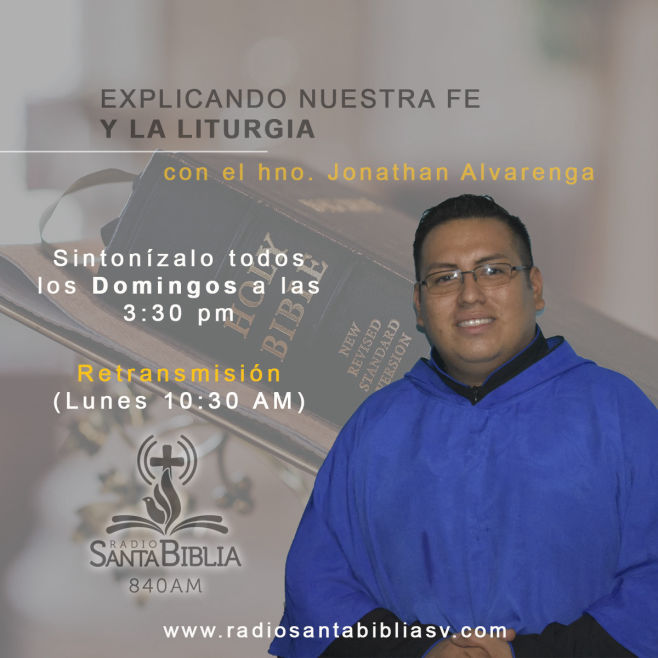 EXPLICANDO NUESTRA FE
Y LA LITURGIA
con el hno. Jonathan Alvarenga
Sintonízalo todos
los Domingos a las
3:30 pm
HOLY
BIBLE
NEW
REVISED
STANDARD
VERSION
Retransmisión
(Lunes 10:30 AM)
RADIO
SANTA BIBLIA
840AM
www.radiosantabibliasv.com